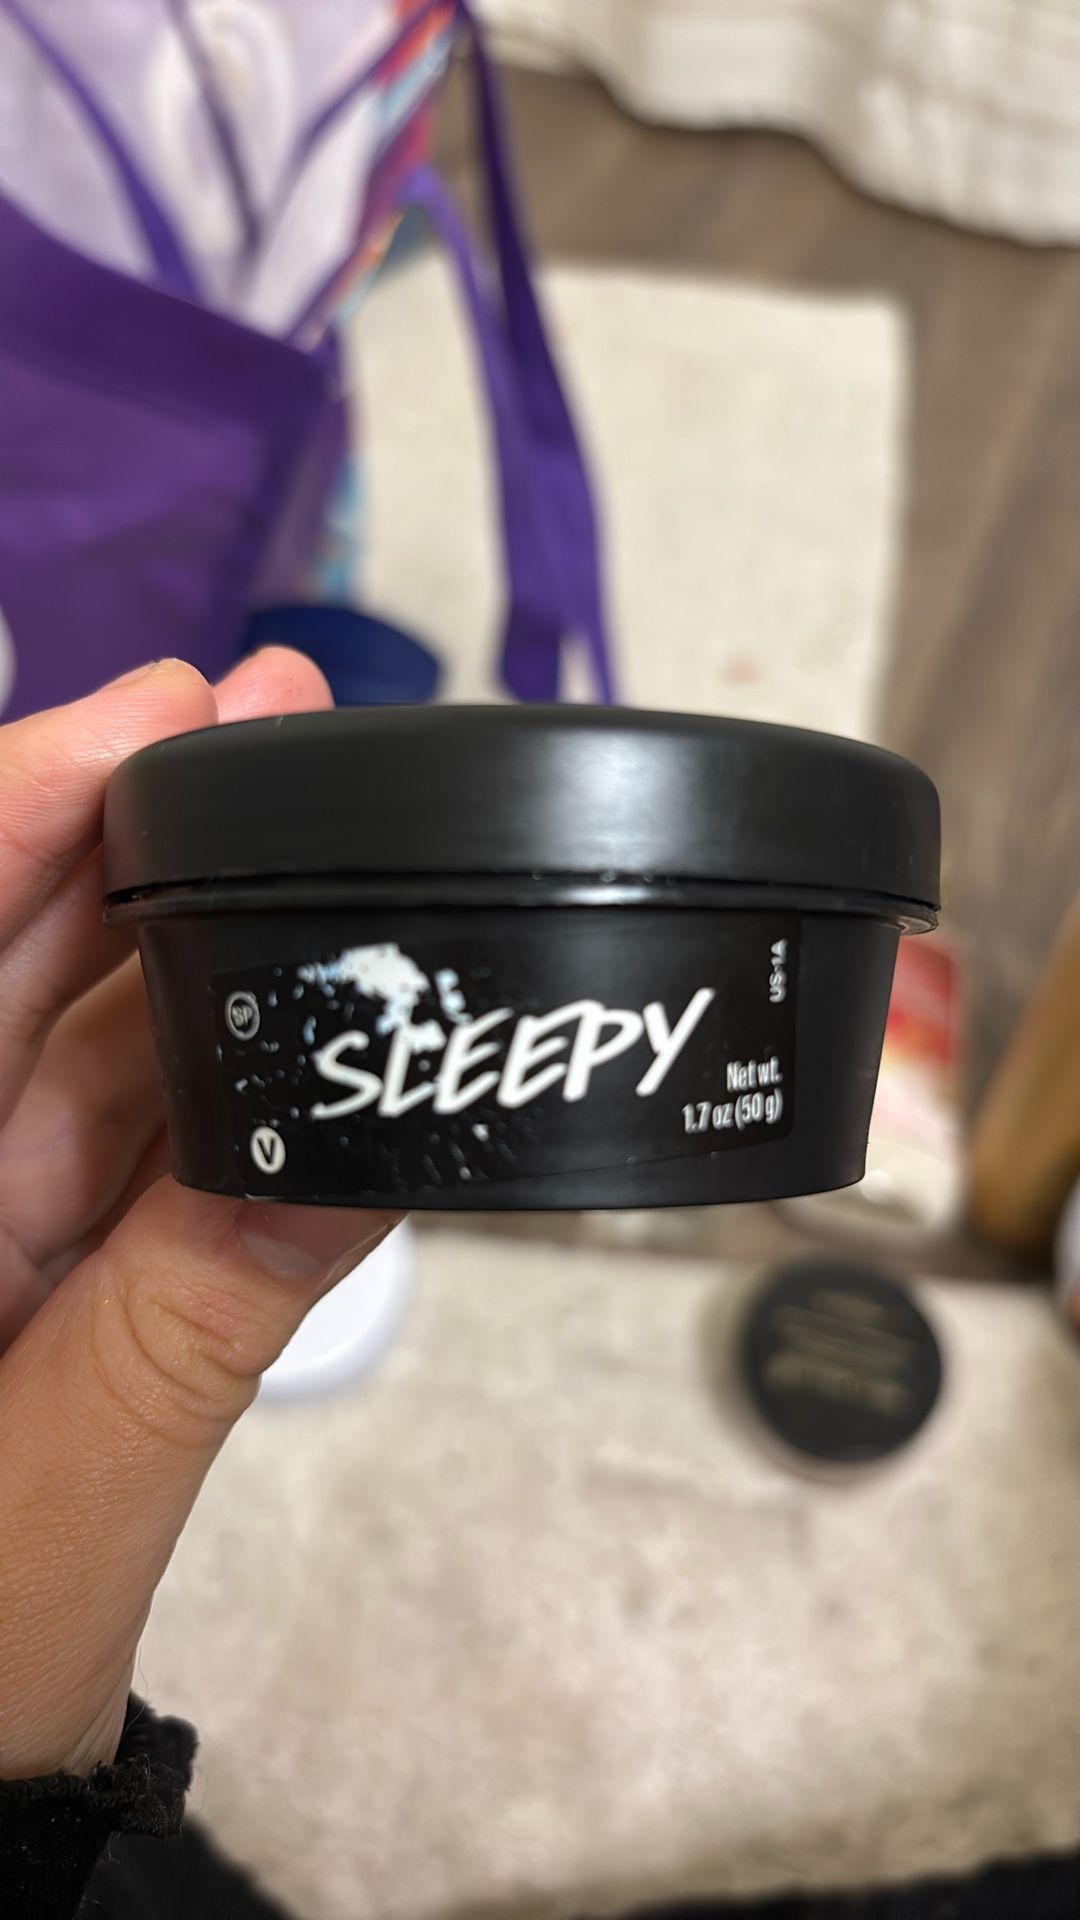 SP
US-1A
SLEEPY
Net wt.
1.7 oz (50 g)
V